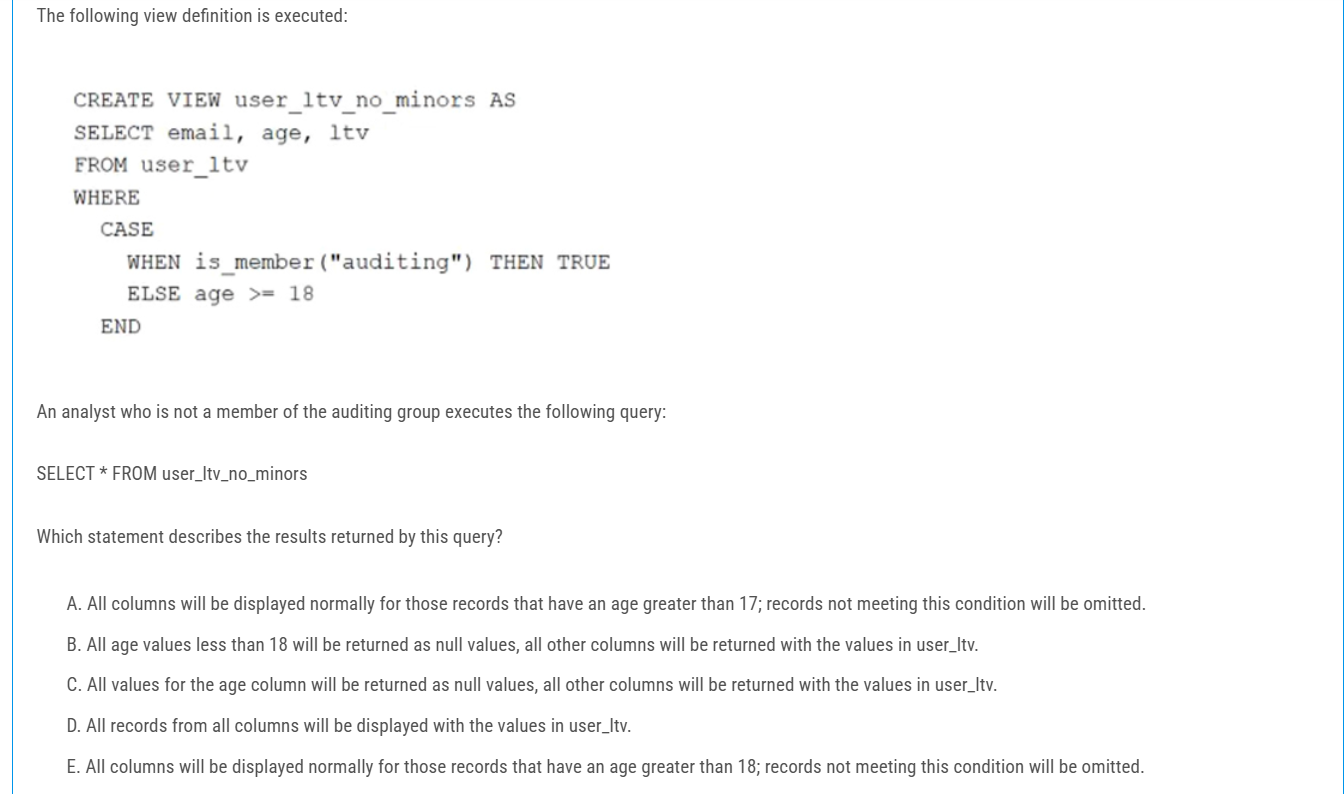 The following view definition is executed:
CREATE VIEW user_ltv_no_minors AS
SELECT email, age, ltv
FROM user_ltv
WHERE
CASE
WHEN is_member("auditing") THEN TRUE
ELSE age >= 18
END
An analyst who is not a member of the auditing group executes the following query:
SELECT * FROM user_ltv_no_minors
Which statement describes the results returned by this query?
A. All columns will be displayed normally for those records that have an age greater than 17; records not meeting this condition will be omitted.
B. All age values less than 18 will be returned as null values, all other columns will be returned with the values in user_ltv.
C. All values for the age column will be returned as null values, all other columns will be returned with the values in user_ltv.
D. All records from all columns will be displayed with the values in user_ltv.
E. All columns will be displayed normally for those records that have an age greater than 18; records not meeting this condition will be omitted.